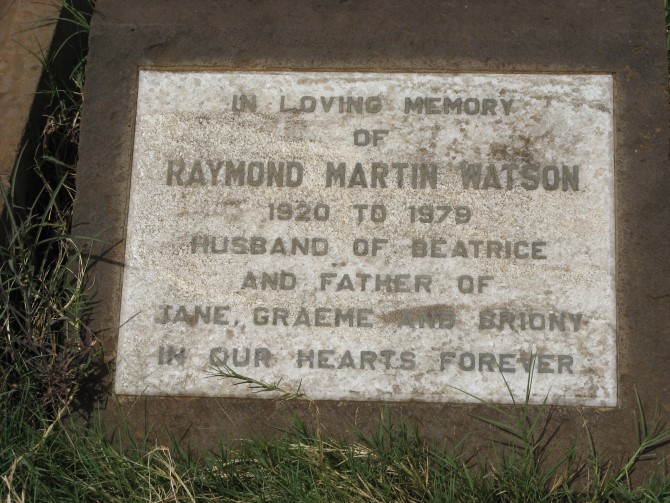 IN LOVING MEMORY
OF
RAYMOND MARTIN WATSON
1920 TO 1979
HUSBAND OF BEATRICE
AND FATHER OF
JANE, GRAEME AND BRIONY
IN OUR HEARTS FOREVER